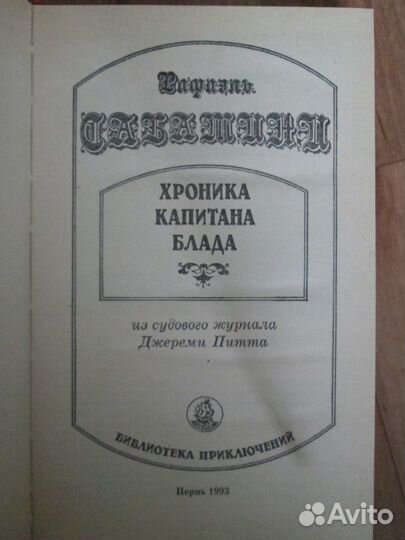 Рафаэль
САБАТИНИ
ХРОНИКА
КАПИТАНА
БЛАДА
из судового журнала
Джереми Питта
БИБЛИОТЕКА ПРИКЛЮЧЕНИЙ
Пермь 1993
Avito